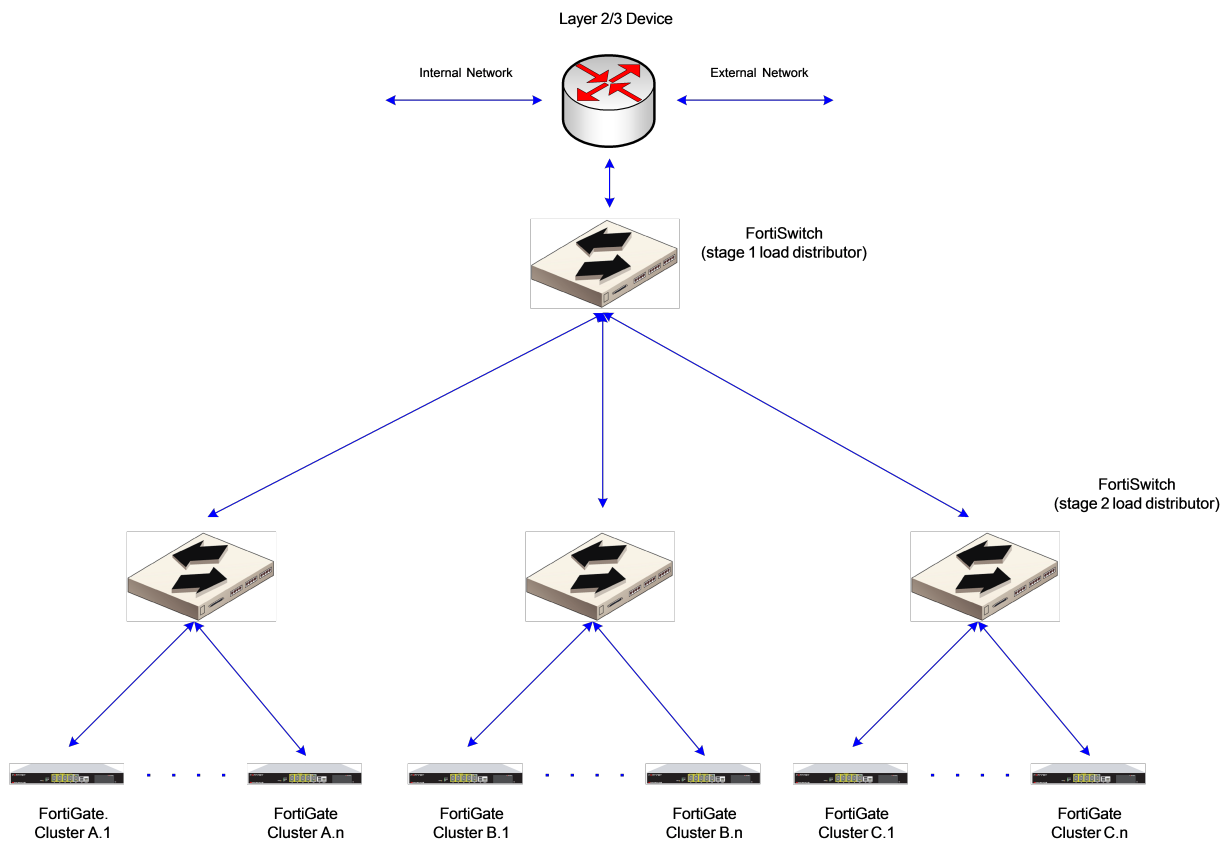 Layer 2/3 Device
Internal Network
External Network
FortiSwitch
(stage 1 load distributor)
FortiSwitch
(stage 2 load distributor)
FortiGate.
Cluster A.1
FortiGate
Cluster A.n
FortiGate
Cluster B.1
FortiGate
Cluster B.n
FortiGate
Cluster C.1
FortiGate
Cluster C.n